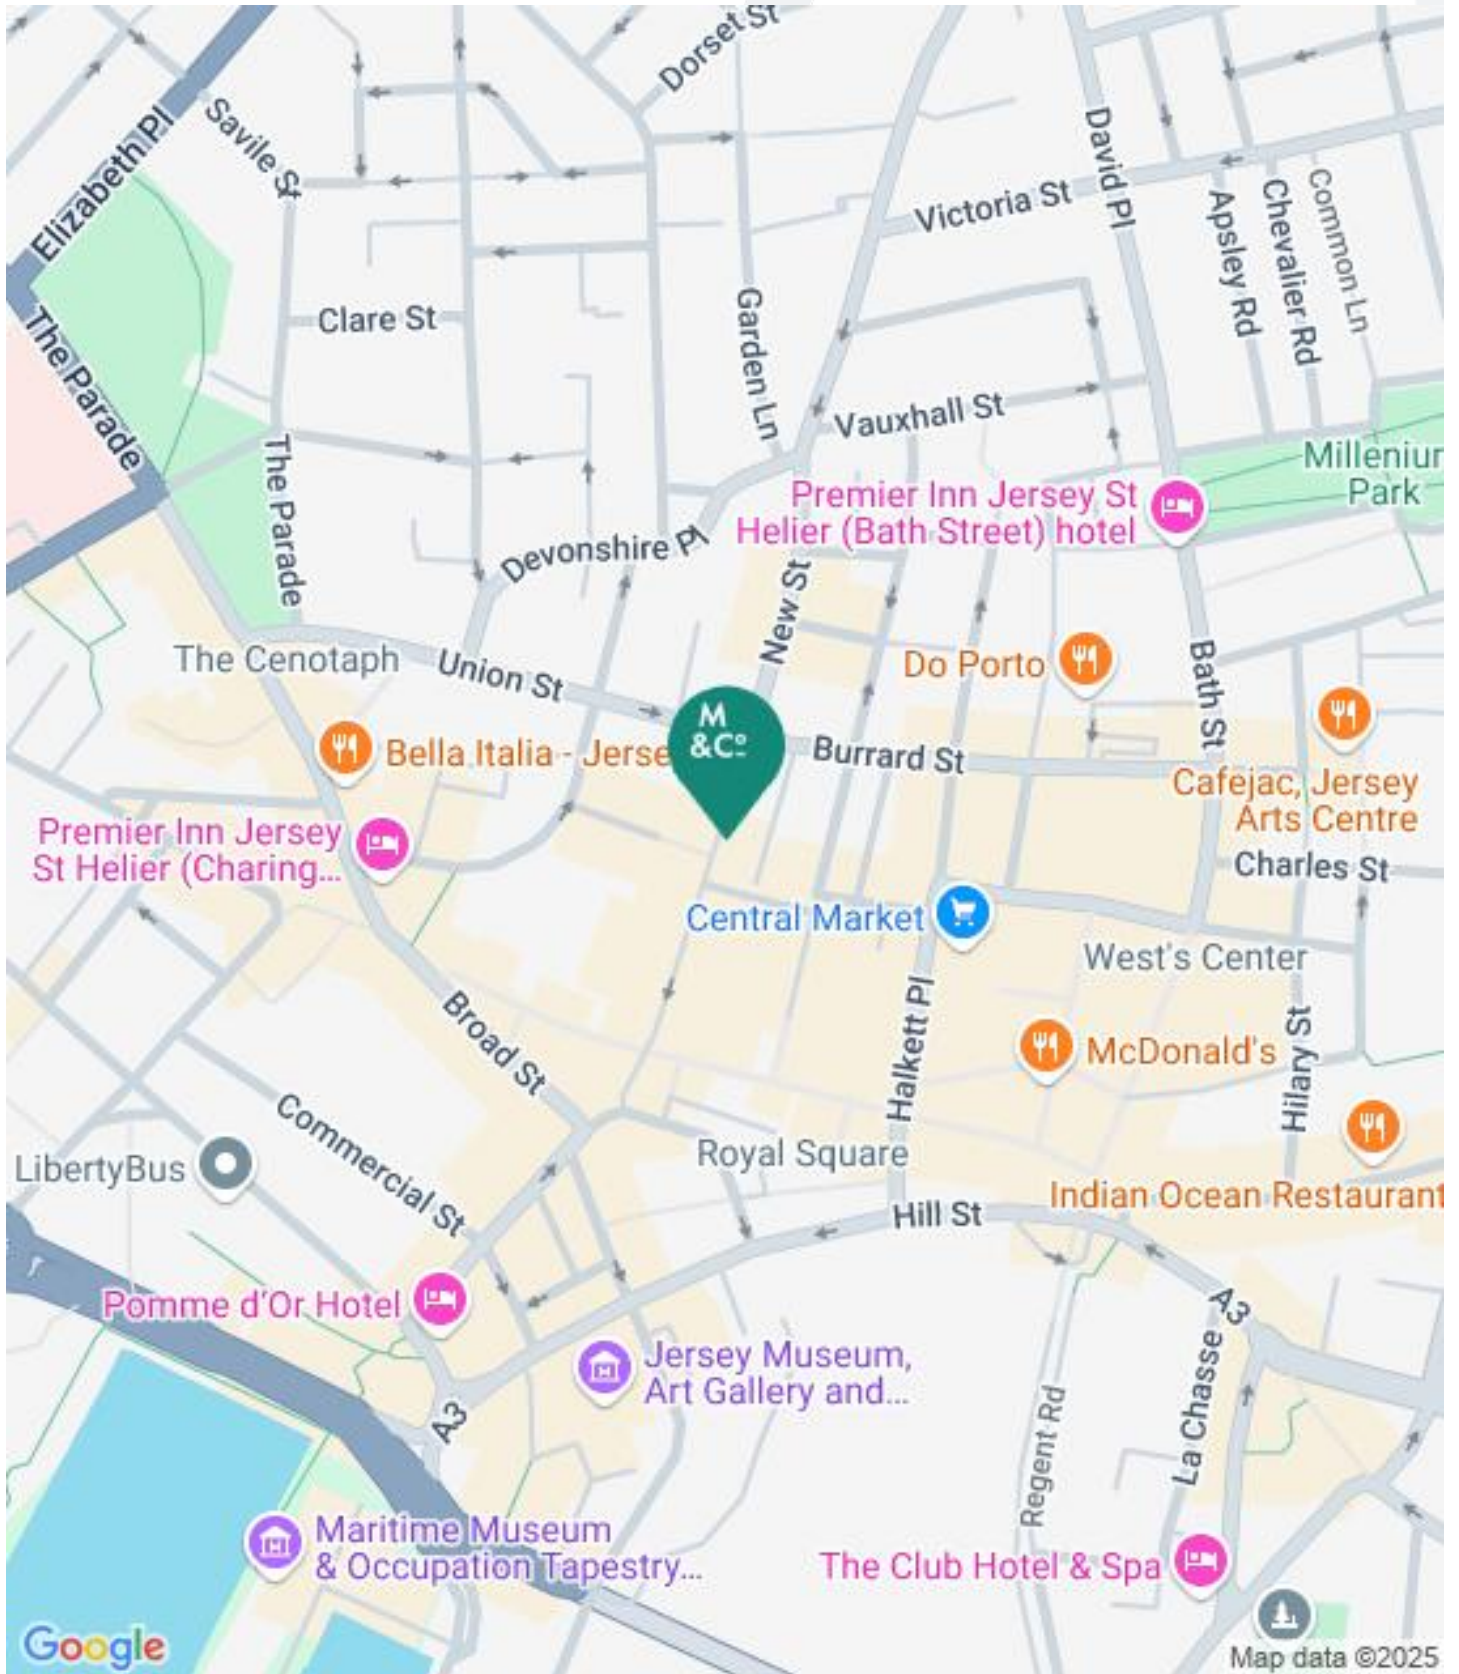 Dorset St
Savile St
Elizabeth Pl
David Pl
Victoria St
Apsley Rd
Chevalier Rd
Common Ln
The Parade
Clare St
Garden Ln
Vauxhall St
The Parade
Milleniur
Park
Premier Inn Jersey St
Helier (Bath Street) hotel
Devonshire Pl
New St
The Cenotaph
Union St
Do Porto
Bath St
M
&Co
Bella Italia - Jerse
Burrard St
Cafejac, Jersey
Arts Centre
Premier Inn Jersey
St Helier (Charing...
Charles St
Central Market
West's Center
Broad St
Halkett Pl
McDonald's
Hilary St
Commercial St
LibertyBus
Royal Square
Indian Ocean Restaurant
Hill St
Pomme d'Or Hotel
A3
Jersey Museum,
Art Gallery and...
A3
La Chasse
Regent Rd
Maritime Museum
& Occupation Tapestry...
The Club Hotel & Spa
Google
Map data ©2025